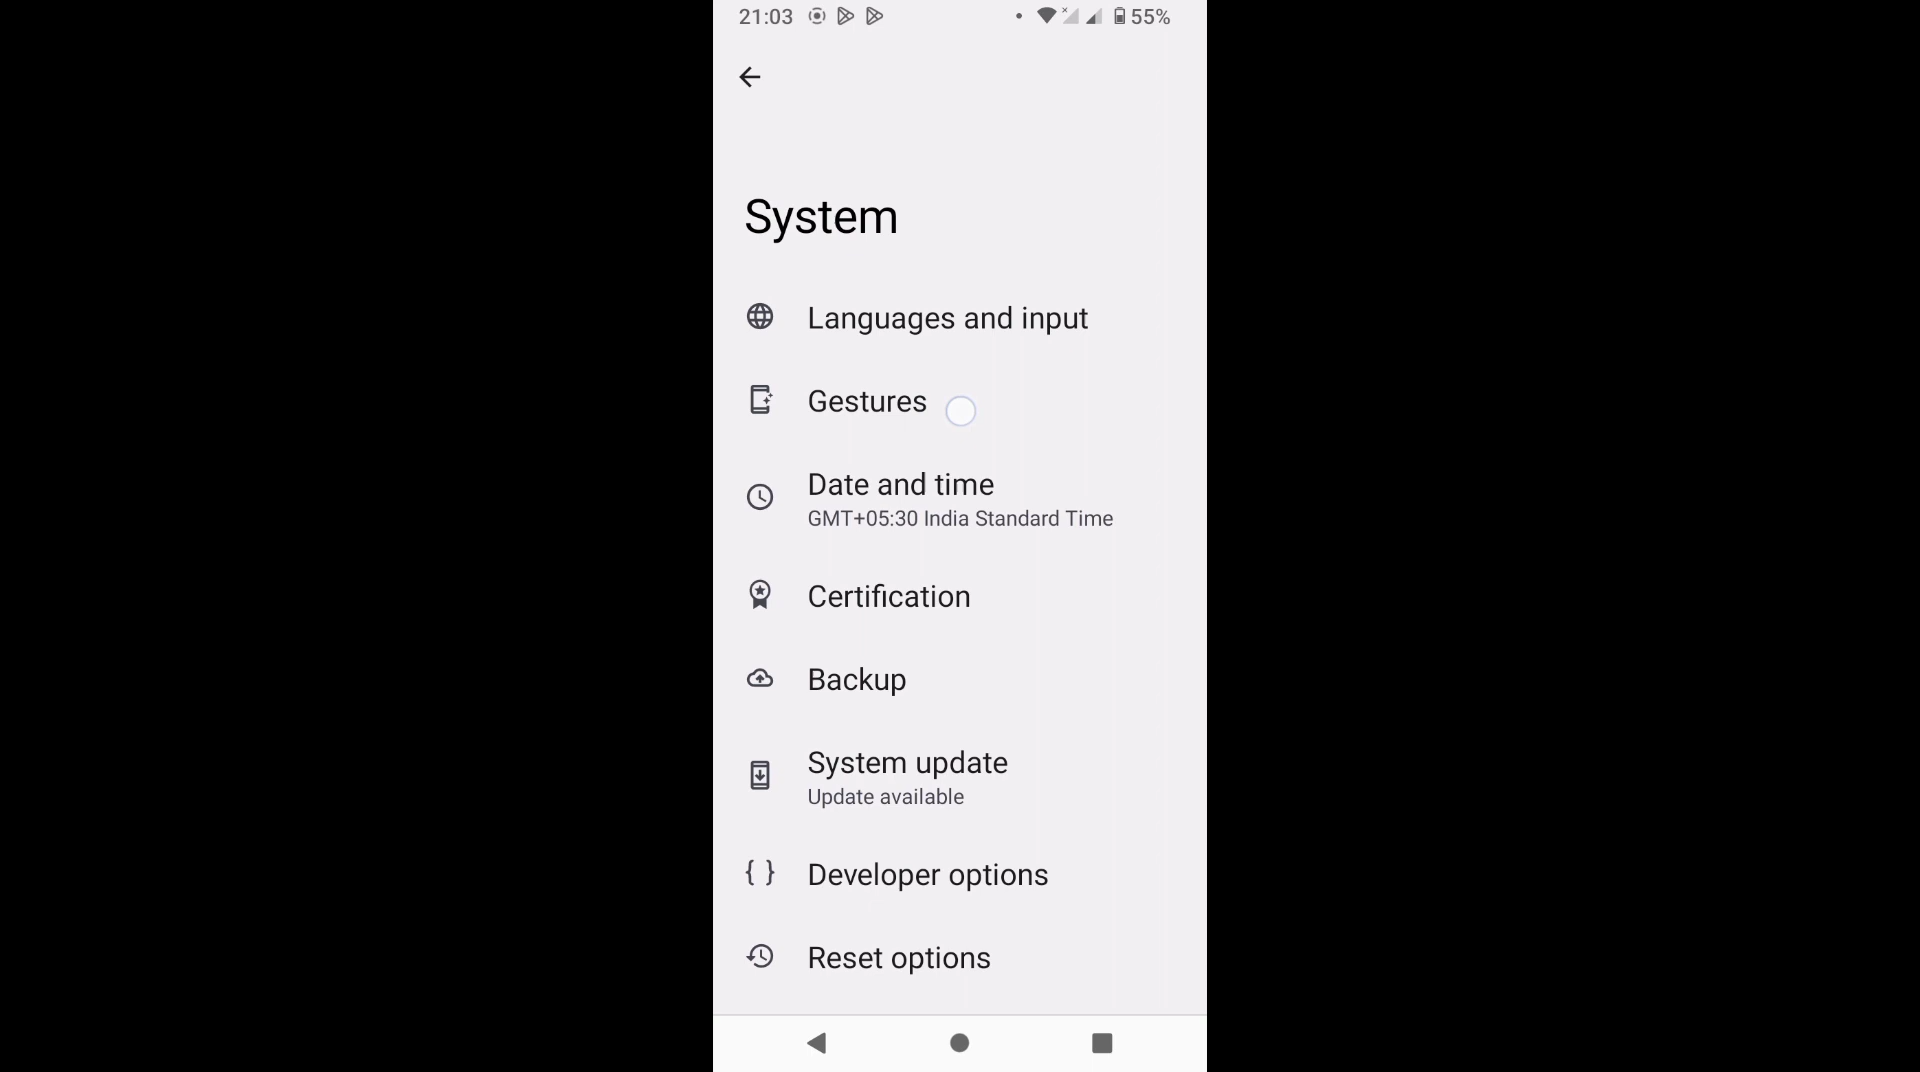 21:03
55%
System
Languages and input
Gestures
Date and time
GMT+05:30 India Standard Time
Certification
Backup
System update
Update available
Developer options
Reset options